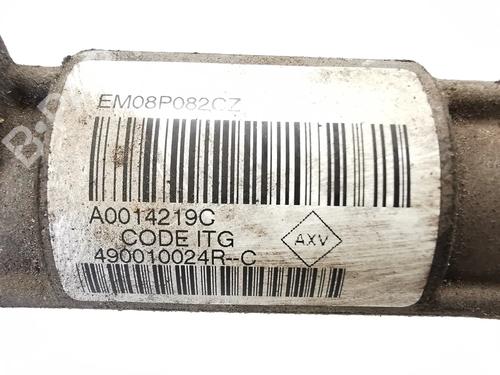 EM08P082CZ
A0014219C
CODE ITG
AXV
490010024R--C